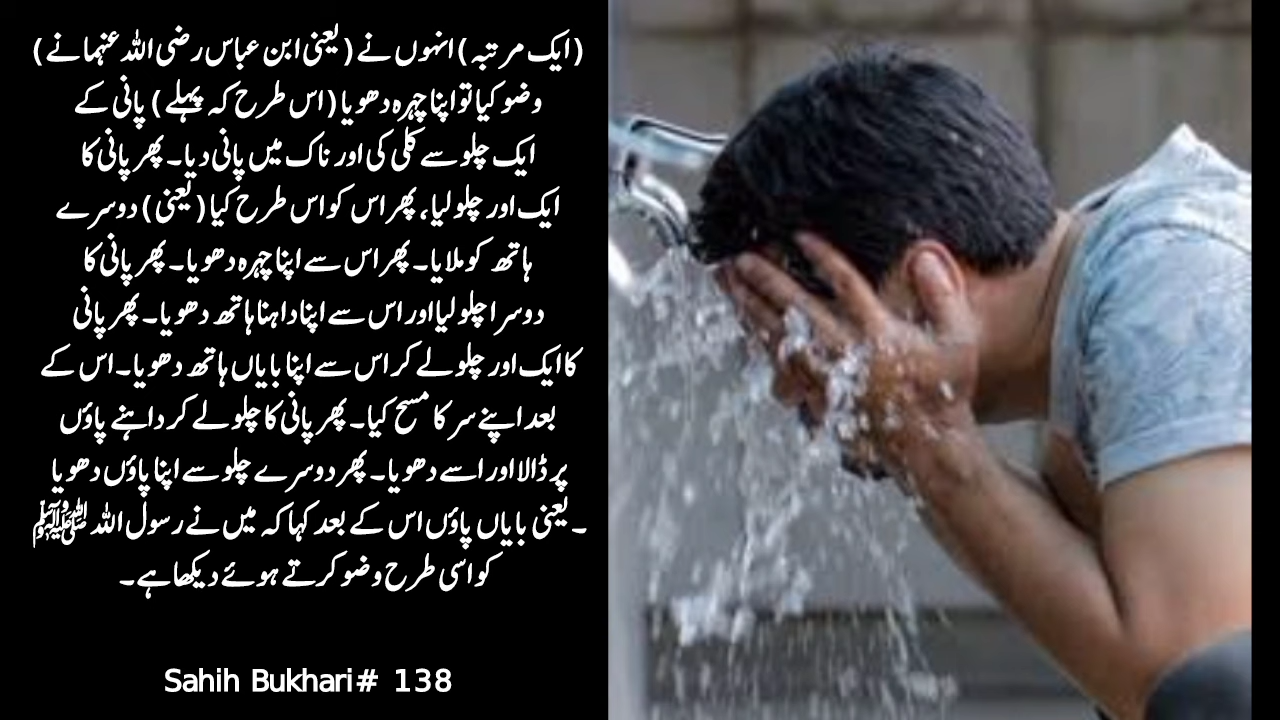 (ایک مرتبہ) انہوں نے (یعنی ابن عباس رضی اللہ عنہما نے)
وضو کیا تو اپنا چہرہ دھویا (اس طرح کہ پہلے) پانی کے
ایک چلو سے کلی کی اور ناک میں پانی دیا۔ پھر پانی کا
ایک اور چلو لیا، پھر اس کو اس طرح کیا (یعنی) دوسرے
ہاتھ کو ملایا۔ پھر اس سے اپنا چہرہ دھویا۔ پھر پانی کا
دوسرا چلو لیا اور اس سے اپنا داہنا ہاتھ دھویا۔ پھر پانی
کا ایک اور چلو لے کر اس سے اپنا بایاں ہاتھ دھویا۔ اس کے
بعد اپنے سر کا مسح کیا۔ پھر پانی کا چلو لے کر داہنے پاؤں
پر ڈالا اور اسے دھویا۔ پھر دوسرے چلو سے اپنا پاؤں دھویا
۔ یعنی بایاں پاؤں اس کے بعد کہا کہ میں نے رسول اللہ ﷺ
کو اسی طرح وضو کرتے ہوئے دیکھا ہے۔
Sahih Bukhari# 138